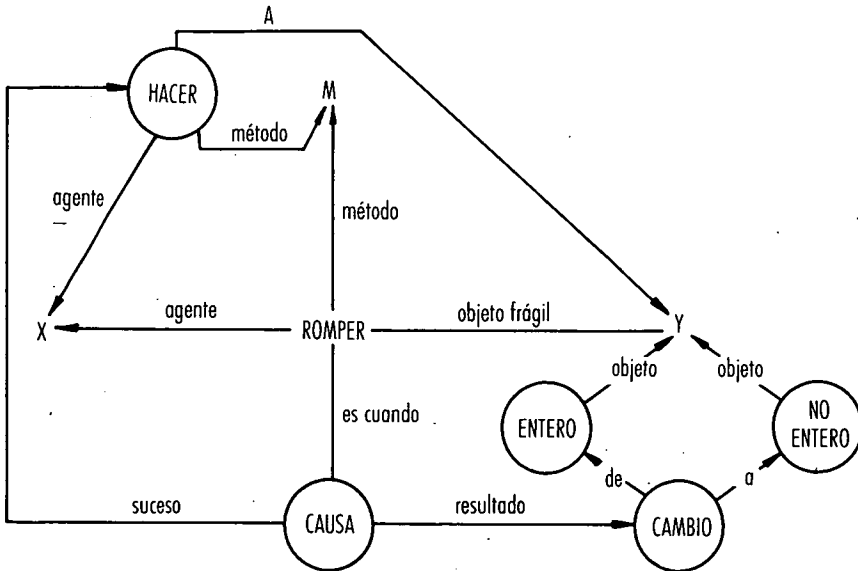 A
HACER
M
método
agente
método
X
agente
ROMPER
objeto frágil
Y
objeto
objeto
ENTERO
NO
ENTERO
es cuando
de
a
suceso
CAUSA
resultado
CAMBIO